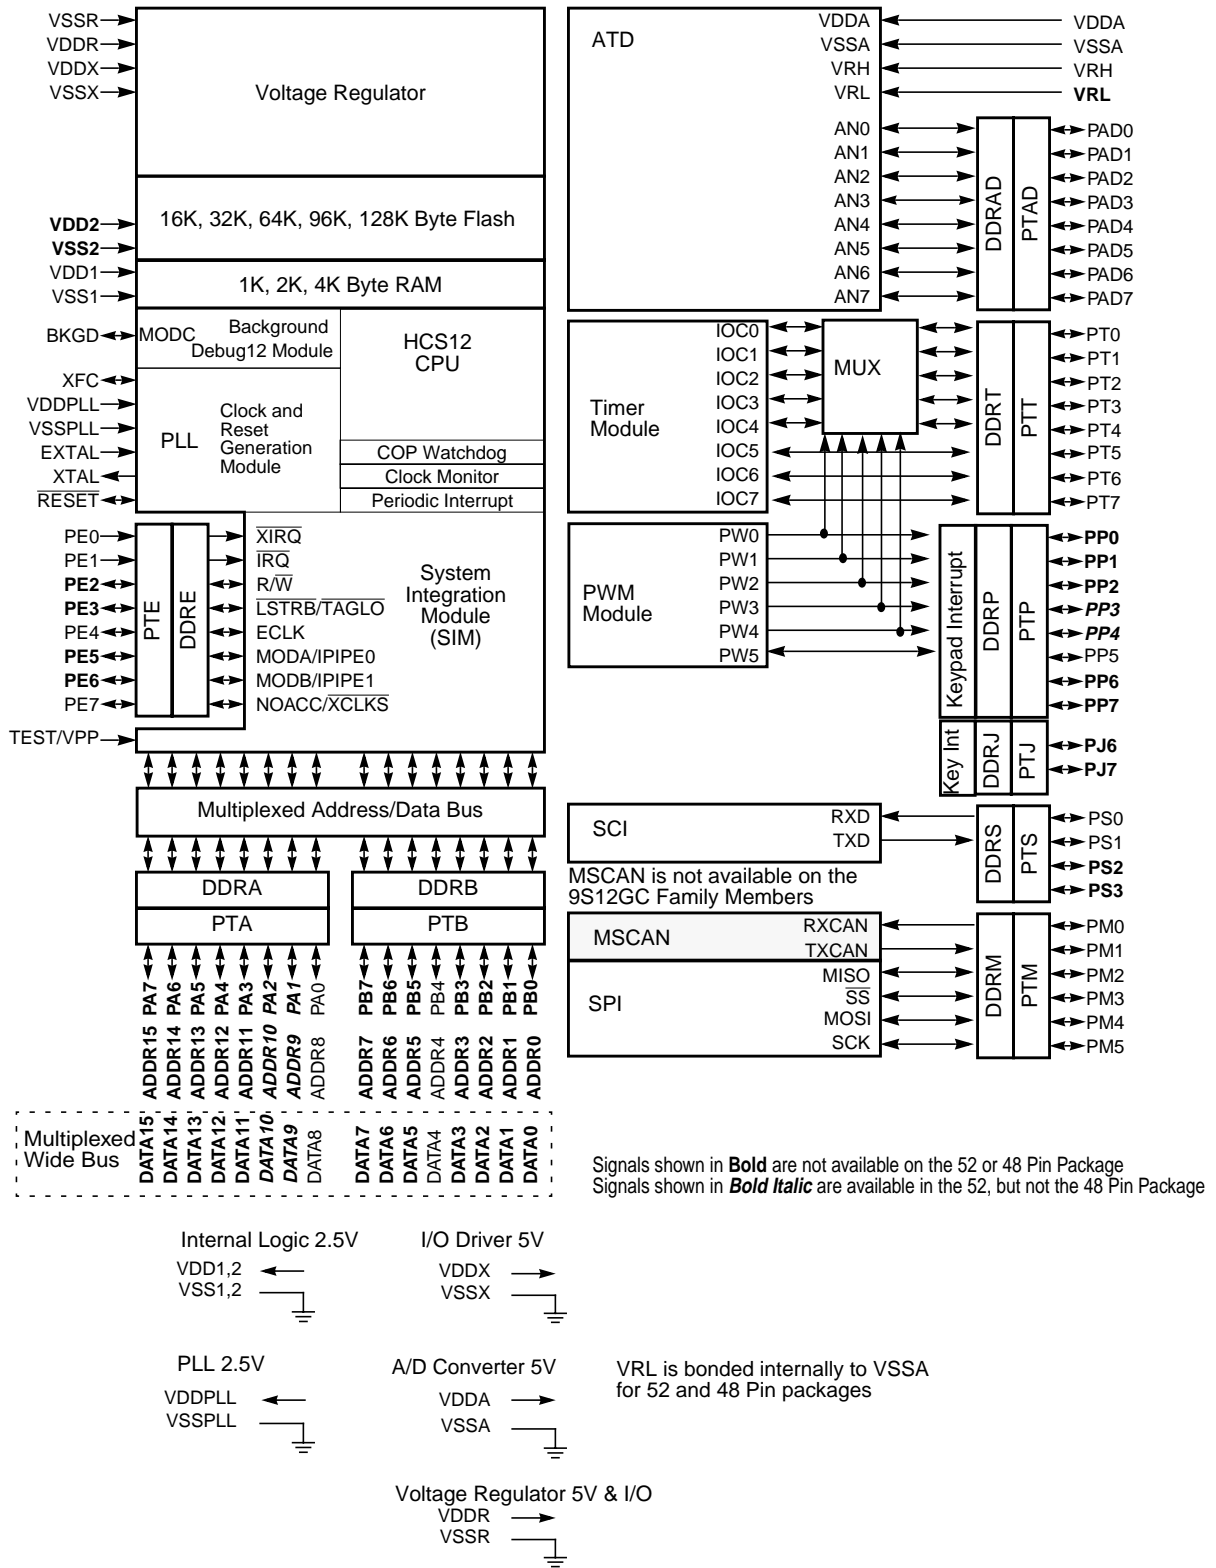 VSSR
VDDR
VDDX
VSSX
Voltage Regulator
VDD2
VSS2
16K, 32K, 64K, 96K, 128K Byte Flash
VDD1
VSS1
1K, 2K, 4K Byte RAM
BKGD
MODC
Background
Debug12 Module
HCS12
CPU
XFC
VDDPLL
VSSPLL
EXTAL
XTAL
RESET
PLL
Clock and
Reset
Generation
Module
COP Watchdog
Clock Monitor
Periodic Interrupt
PE0
PE1
PE2
PE3
PE4
PE5
PE6
PE7
PTE
DDRE
XIRQ
IRQ
R/W
LSTRB/TAGLO
ECLK
MODA/IPIPE0
MODB/IPIPE1
NOACC/XCLKS
System
Integration
Module
(SIM)
TEST/VPP
Multiplexed Address/Data Bus
DDRA
DDRB
PTA
PTB
PA7
PA6
PA5
PA4
PA3
PA2
PA1
PA0
PB7
PB6
PB5
PB4
PB3
PB2
PB1
PB0
ADDR15
ADDR14
ADDR13
ADDR12
ADDR11
ADDR10
ADDR9
ADDR8
ADDR7
ADDR6
ADDR5
ADDR4
ADDR3
ADDR2
ADDR1
ADDR0
Multiplexed
Wide Bus
DATA15
DATA14
DATA13
DATA12
DATA11
DATA10
DATA9
DATA8
DATA7
DATA6
DATA5
DATA4
DATA3
DATA2
DATA1
DATA0
ATD
VDDA
VSSA
VRH
VRL
VDDA
VSSA
VRH
VRL
AN0
AN1
AN2
AN3
AN4
AN5
AN6
AN7
DDRAD
PTAD
PAD0
PAD1
PAD2
PAD3
PAD4
PAD5
PAD6
PAD7
Timer
Module
IOC0
IOC1
IOC2
IOC3
IOC4
IOC5
IOC6
IOC7
MUX
DDRT
PTT
PT0
PT1
PT2
PT3
PT4
PT5
PT6
PT7
PWM
Module
PW0
PW1
PW2
PW3
PW4
PW5
Keypad Interrupt
DDRP
PTP
PP0
PP1
PP2
PP3
PP4
PP5
PP6
PP7
Key Int
DDRJ
PTJ
PJ6
PJ7
SCI
RXD
TXD
DDRS
PTS
PS0
PS1
PS2
PS3
MSCAN is not available on the
9S12GC Family Members
MSCAN
RXCAN
TXCAN
SPI
MISO
SS
MOSI
SCK
DDRM
PTM
PM0
PM1
PM2
PM3
PM4
PM5
Signals shown in Bold are not available on the 52 or 48 Pin Package
Signals shown in Bold Italic are available in the 52, but not the 48 Pin Package
Internal Logic 2.5V
VDD1,2
VSS1,2
I/O Driver 5V
VDDX
VSSX
PLL 2.5V
VDDPLL
VSSPLL
A/D Converter 5V
VDDA
VSSA
VRL is bonded internally to VSSA
for 52 and 48 Pin packages
Voltage Regulator 5V & I/O
VDDR
VSSR